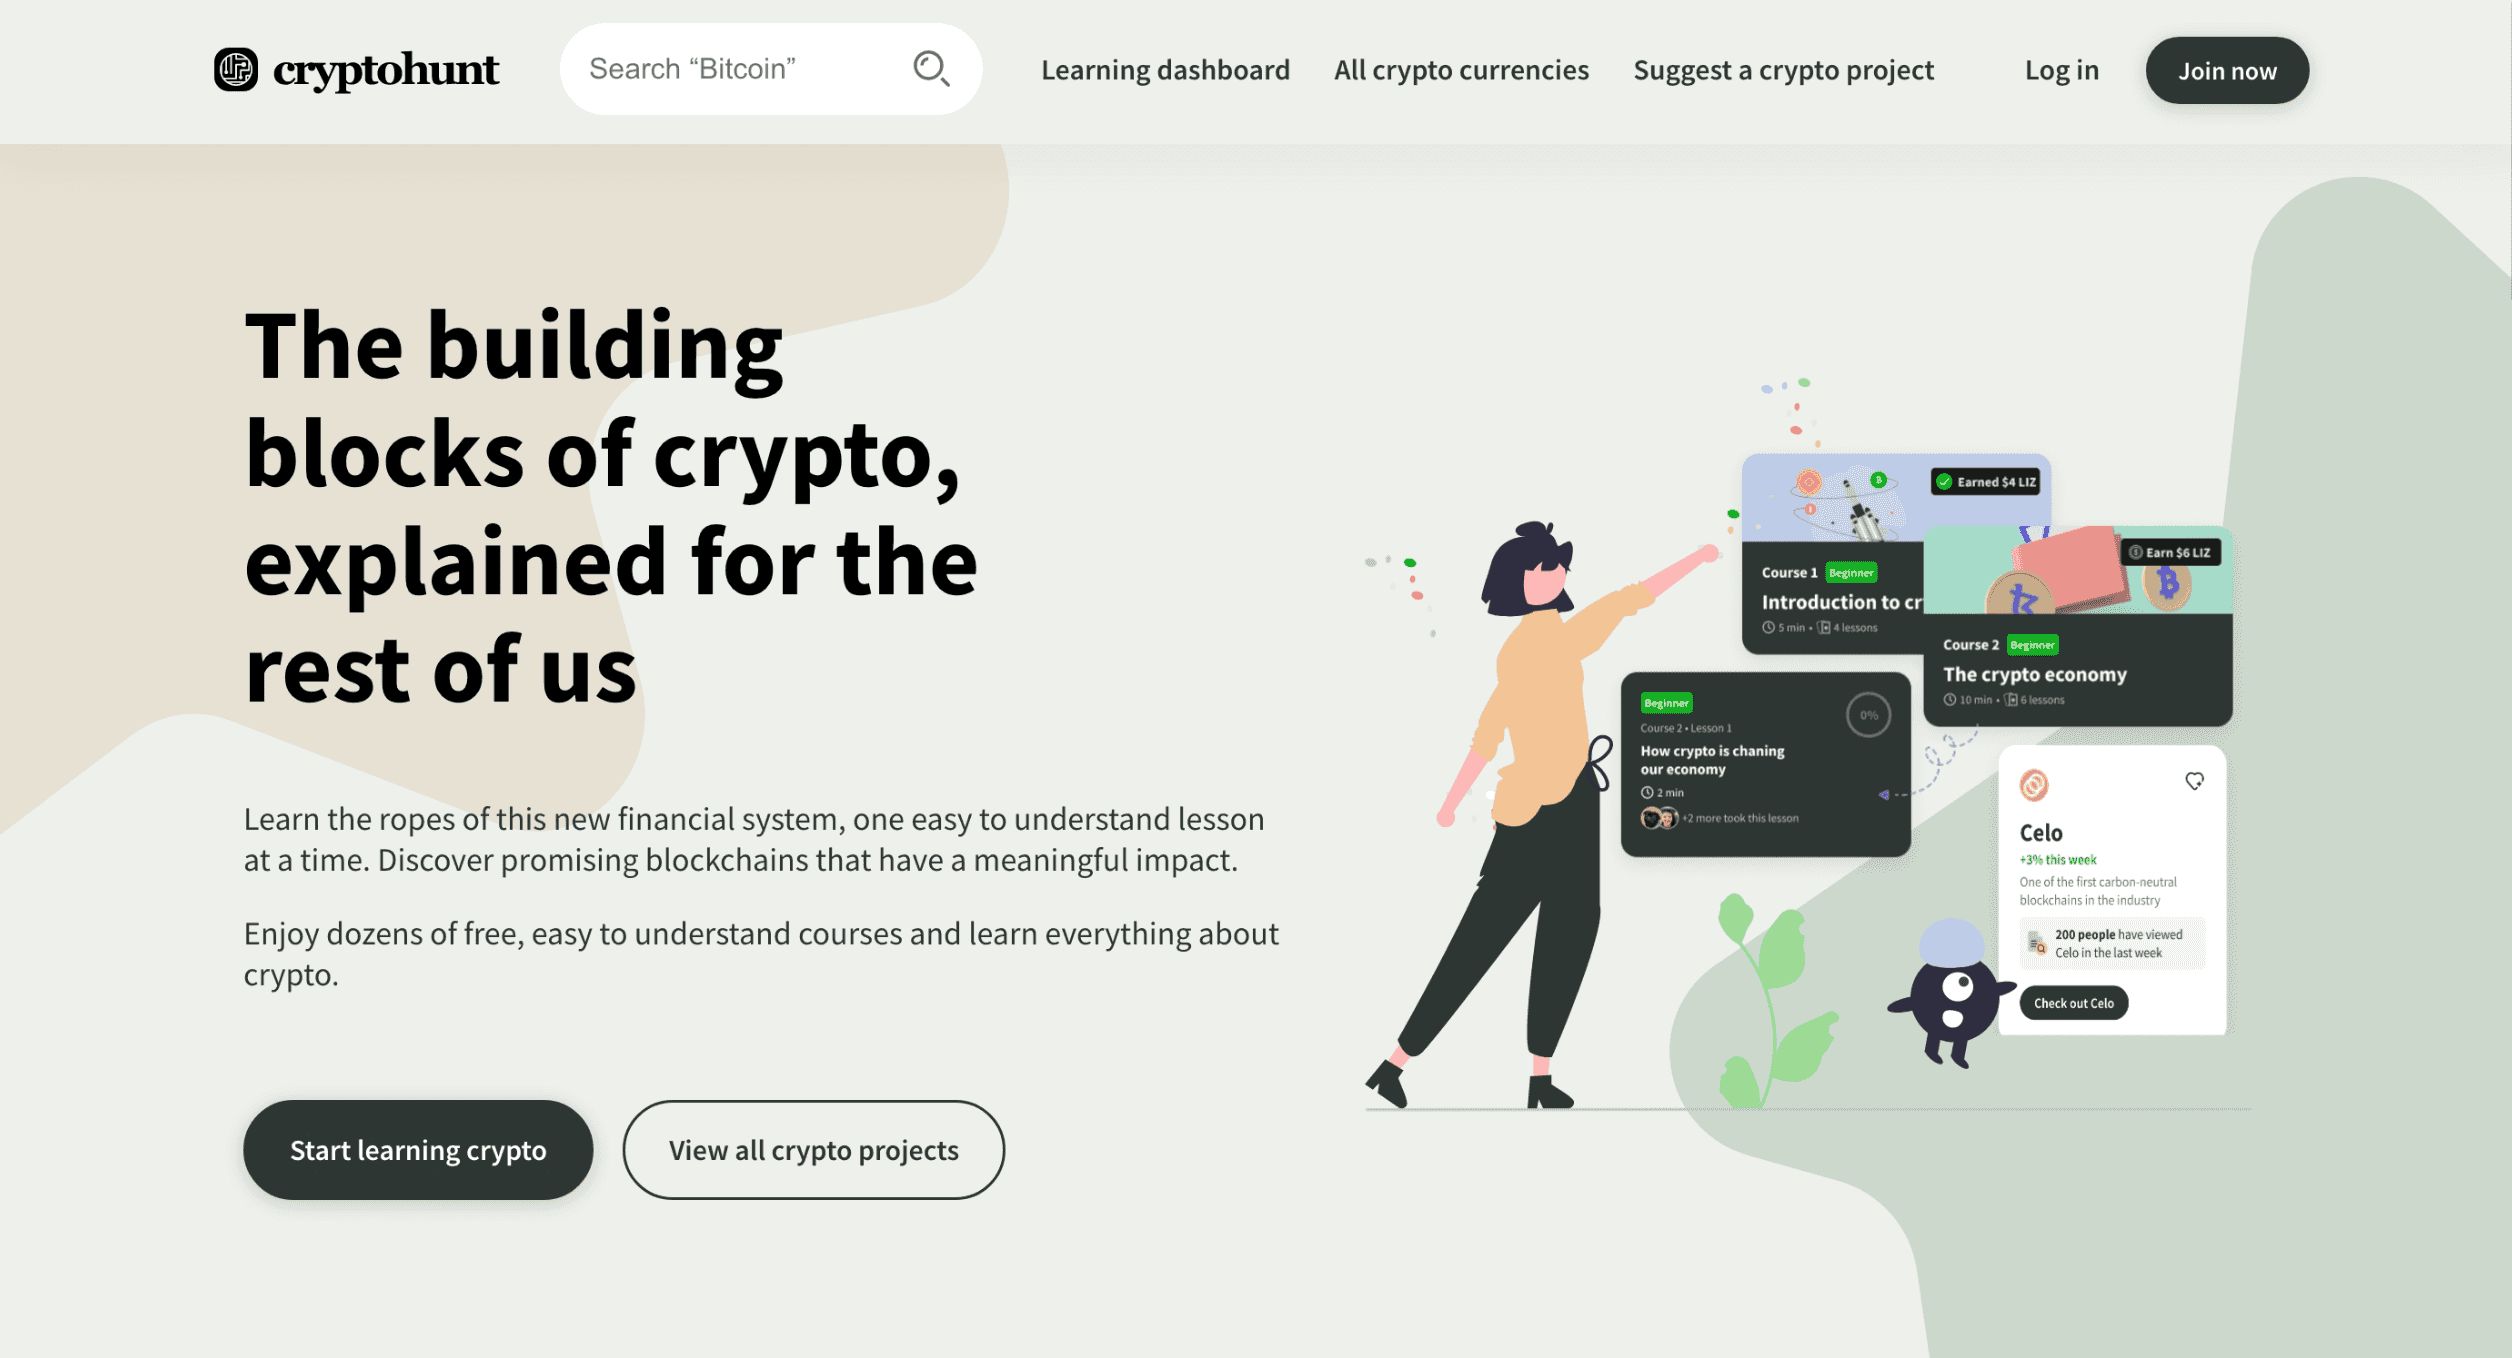 cryptohunt
Search “Bitcoin”
Learning dashboard
All crypto currencies
Suggest a crypto project
Log in
Join now
The building
blocks of crypto,
explained for the
rest of us
Learn the ropes of this new financial system, one easy to understand lesson
at a time. Discover promising blockchains that have a meaningful impact.
Enjoy dozens of free, easy to understand courses and learn everything about
crypto.
Start learning crypto
View all crypto projects
Earned $4 LIZ
Course 1 Beginner
Introduction to cr
5 min • 4 lessons
Earn $6 LIZ
Course 2 Beginner
The crypto economy
10 min • 6 lessons
Beginner
0%
Course 2 • Lesson 1
How crypto is chaning
our economy
2 min
+2 more took this lesson
Celo
+3% this week
One of the first carbon-neutral
blockchains in the industry
200 people have viewed
Celo in the last week
Check out Celo